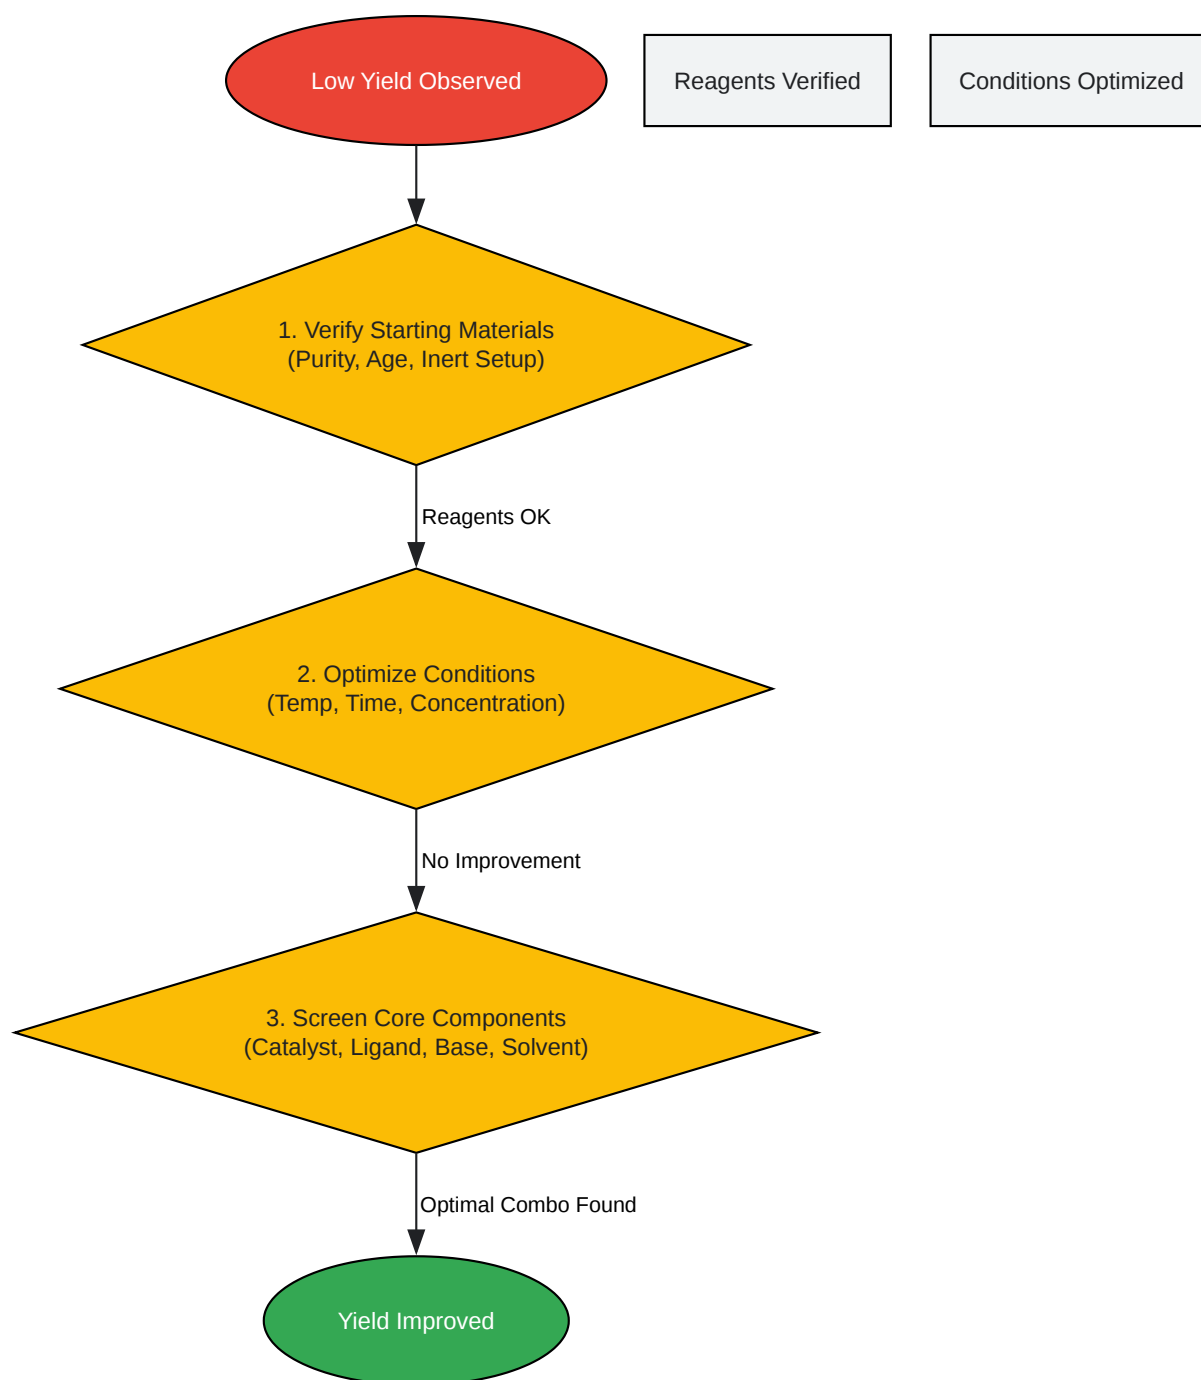 Low Yield Observed
Reagents Verified
Conditions Optimized
1. Verify Starting Materials
(Purity, Age, Inert Setup)
Reagents OK
2. Optimize Conditions
(Temp, Time, Concentration)
No Improvement
3. Screen Core Components
(Catalyst, Ligand, Base, Solvent)
Optimal Combo Found
Yield Improved